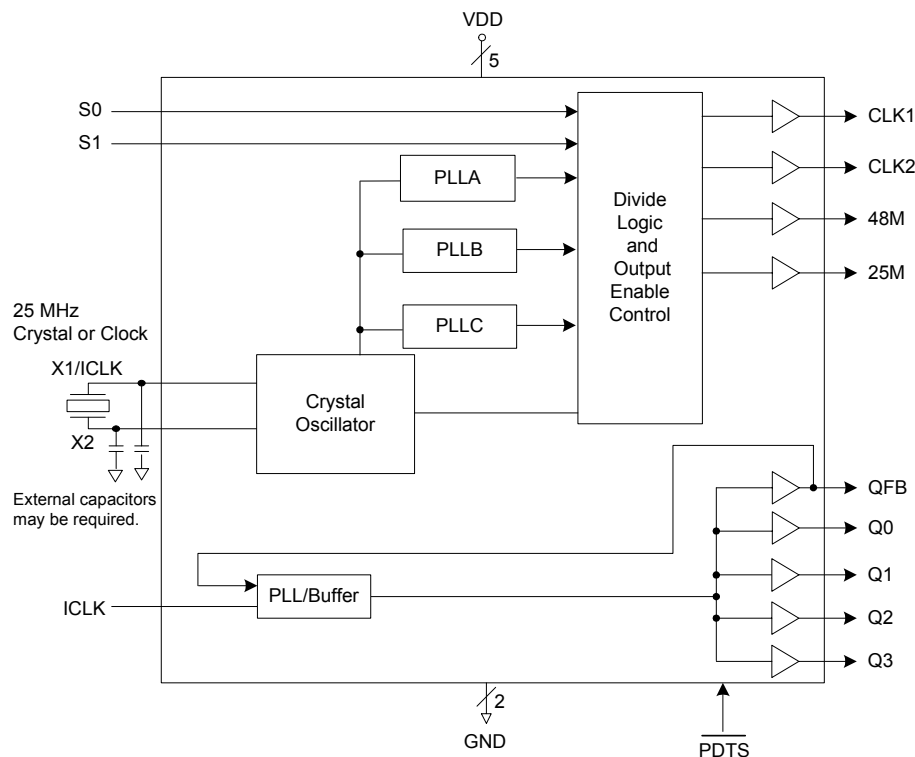 VDD
5
S0
S1
CLK1
CLK2
48M
25M
PLLA
PLLB
PLLC
Divide
Logic
and
Output
Enable
Control
25 MHz
Crystal or Clock
X1/ICLK
X2
External capacitors
may be required.
Crystal
Oscillator
QFB
Q0
Q1
Q2
Q3
PLL/Buffer
ICLK
2
GND
PDTS